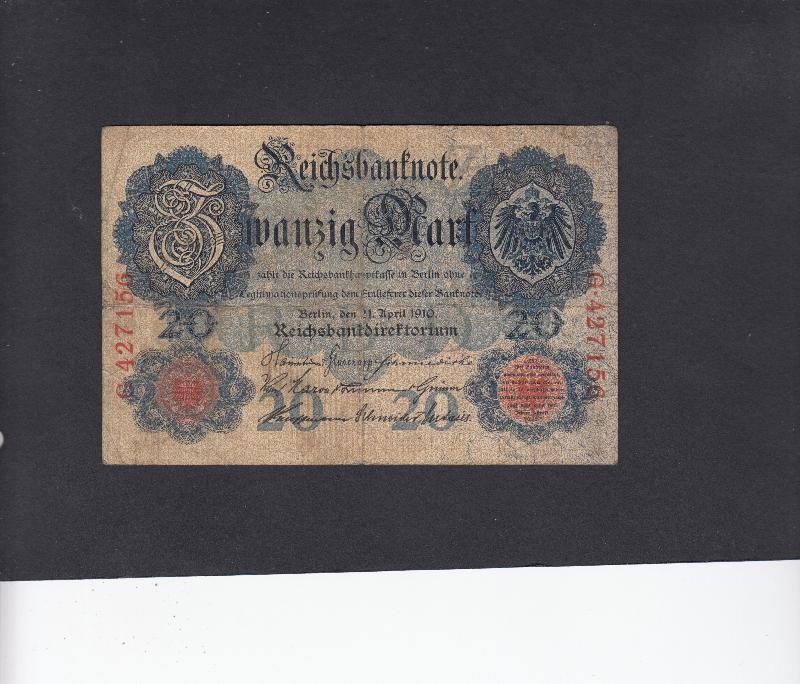 Reichsbanknote.
Zwanzig Mark
zahlt die Reichsbankhauptkasse in Berlin ohne
Legitimationsprüfung dem Einlieferer dieser Banknote
Berlin, den 21. April 1910.
Reichsbankdirektorium
G·427156
G·427156
20
20
20 20